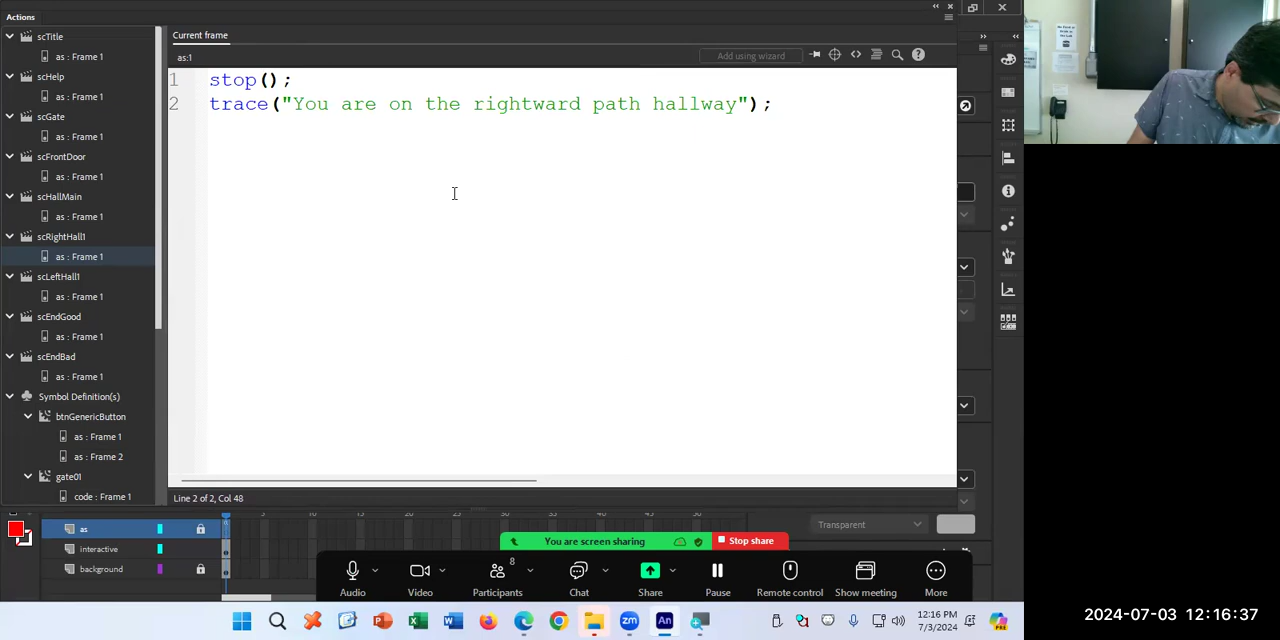 Actions
scTitle
as : Frame 1
scHelp
as : Frame 1
scGate
as : Frame 1
scFrontDoor
as : Frame 1
scHallMain
as : Frame 1
scRightHall1
as : Frame 1
scLeftHall1
as : Frame 1
scEndGood
as : Frame 1
scEndBad
as : Frame 1
Symbol Definition(s)
btnGenericButton
as : Frame 1
as : Frame 2
gate01
code : Frame 1
Current frame
as:1
Add using wizard
1 stop();
2 trace("You are on the rightward path hallway");
Line 2 of 2, Col 48
as
interactive
background
Transparent
You are screen sharing
Stop share
Audio
Video
8
Participants
Chat
Share
Pause
Remote control
Show meeting
More
12:16 PM
7/3/2024
2024-07-03 12:16:37